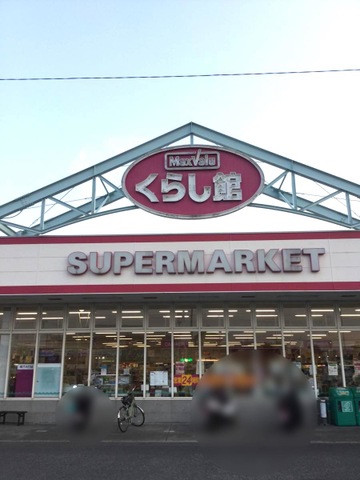 MaxValu
くらし館
SUPERMARKET
24